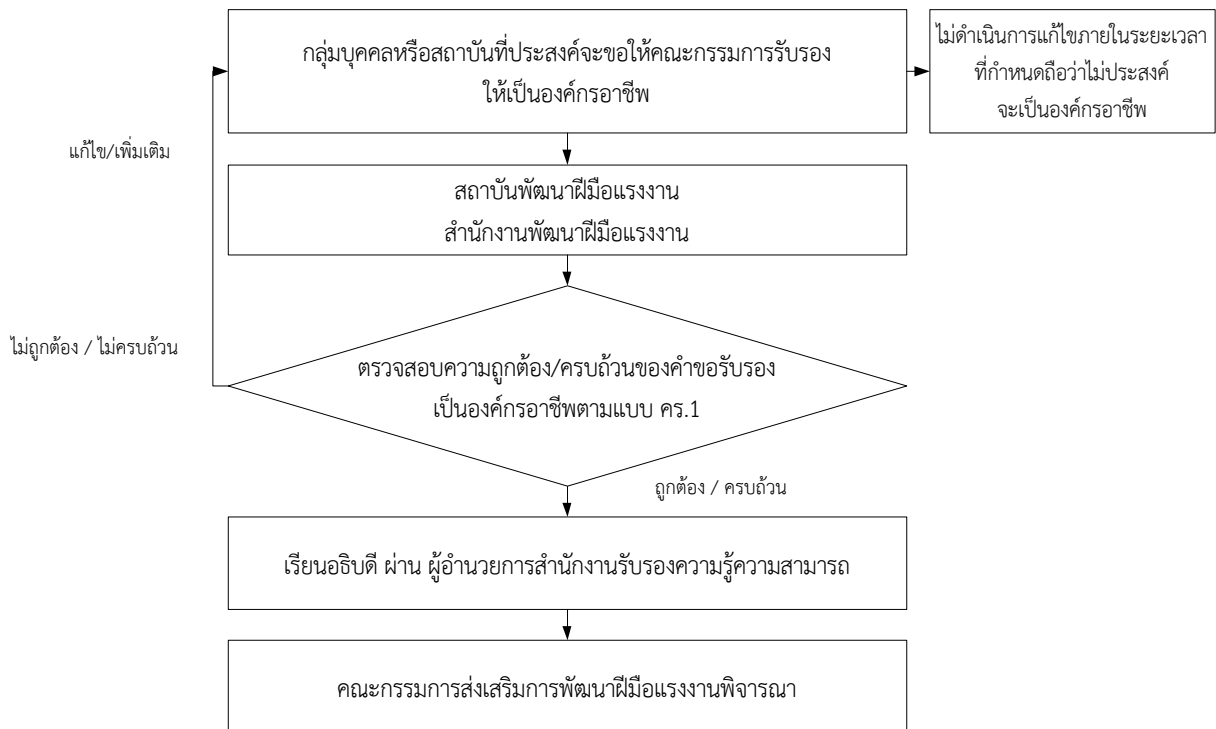 กลุ่มบุคคลหรือสถาบันที่ประสงค์จะขอให้คณะกรรมการรับรอง
ให้เป็นองค์กรอาชีพ
ไม่ดำเนินการแก้ไขภายในระยะเวลา
ที่กำหนดถือว่าไม่ประสงค์
จะเป็นองค์กรอาชีพ
แก้ไข/เพิ่มเติม
สถาบันพัฒนาฝีมือแรงงาน
สำนักงานพัฒนาฝีมือแรงงาน
ไม่ถูกต้อง / ไม่ครบถ้วน
ตรวจสอบความถูกต้อง/ครบถ้วนของคำขอรับรอง
เป็นองค์กรอาชีพตามแบบ คร.1
ถูกต้อง / ครบถ้วน
เรียนอธิบดี ผ่าน ผู้อำนวยการสำนักงานรับรองความรู้ความสามารถ
คณะกรรมการส่งเสริมการพัฒนาฝีมือแรงงานพิจารณา